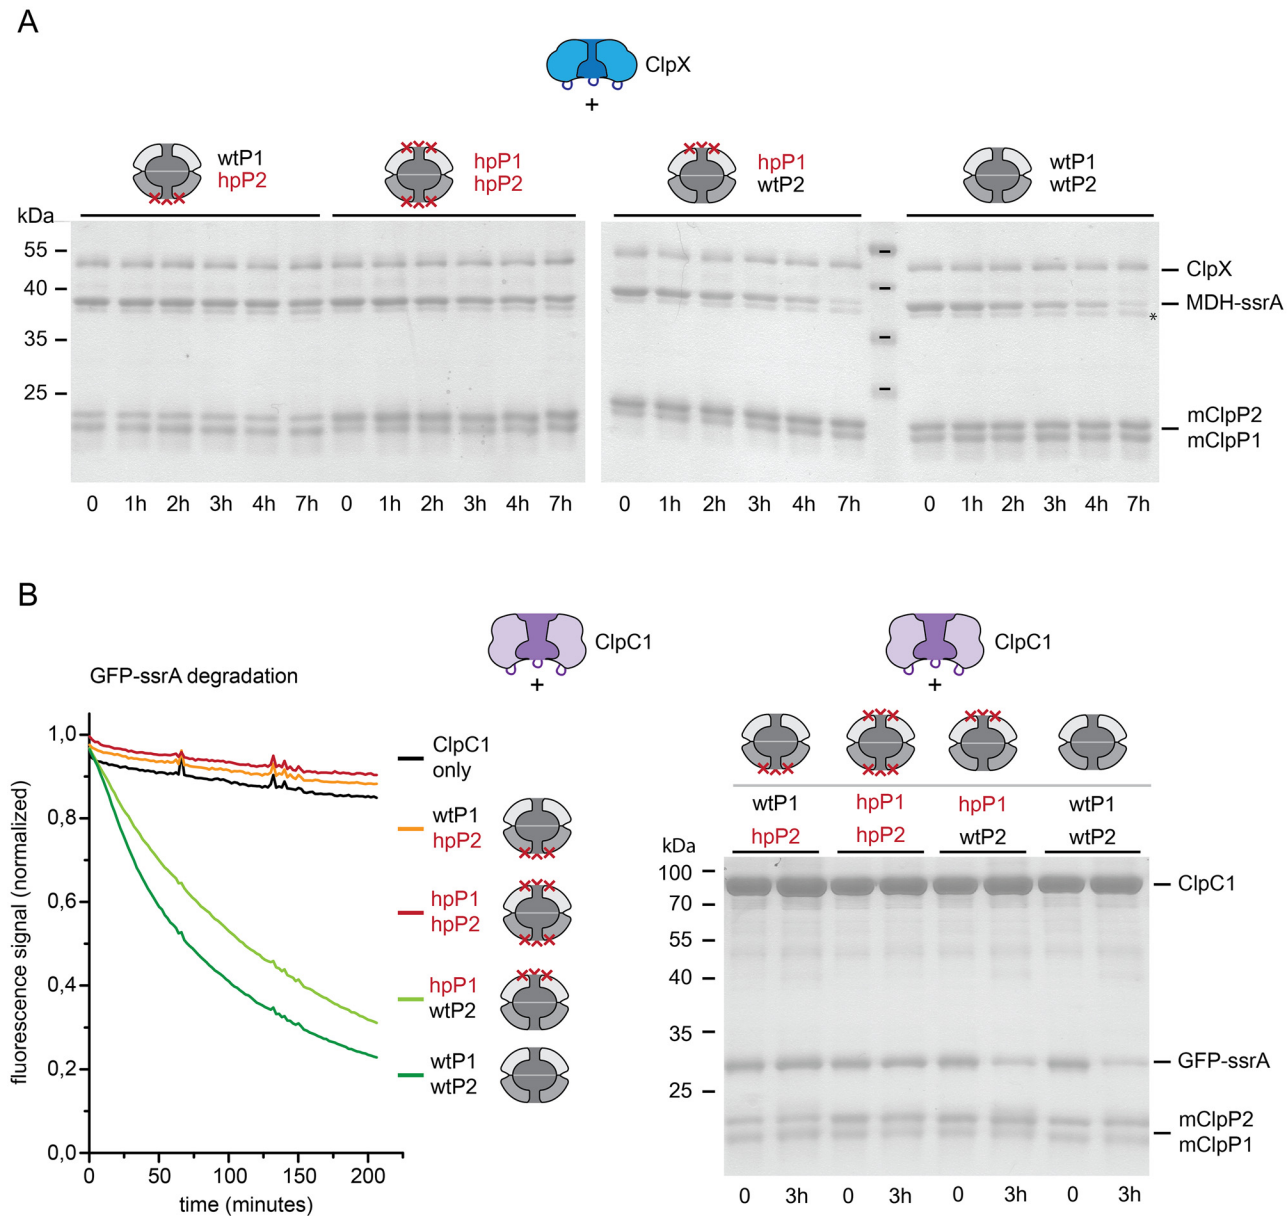 A
ClpX
+
wtP1
hpP2
hpP1
hpP2
hpP1
wtP2
wtP1
wtP2
kDa
55
40
35
25
ClpX
MDH-ssrA
*
mClpP2
mClpP1
0 1h 2h 3h 4h 7h 0 1h 2h 3h 4h 7h 0 1h 2h 3h 4h 7h 0 1h 2h 3h 4h 7h
B
GFP-ssrA degradation
fluorescence signal (normalized)
1,0
0,8
0,6
0,4
0,2
0,0
0 50 100 150 200
time (minutes)
ClpC1
only
wtP1
hpP2
hpP1
hpP2
hpP1
wtP2
wtP1
wtP2
ClpC1
+
ClpC1
+
wtP1 hpP1 hpP1 wtP1
hpP2 hpP2 wtP2 wtP2
kDa
100
70
55
40
35
25
ClpC1
GFP-ssrA
mClpP2
mClpP1
0 3h 0 3h 0 3h 0 3h